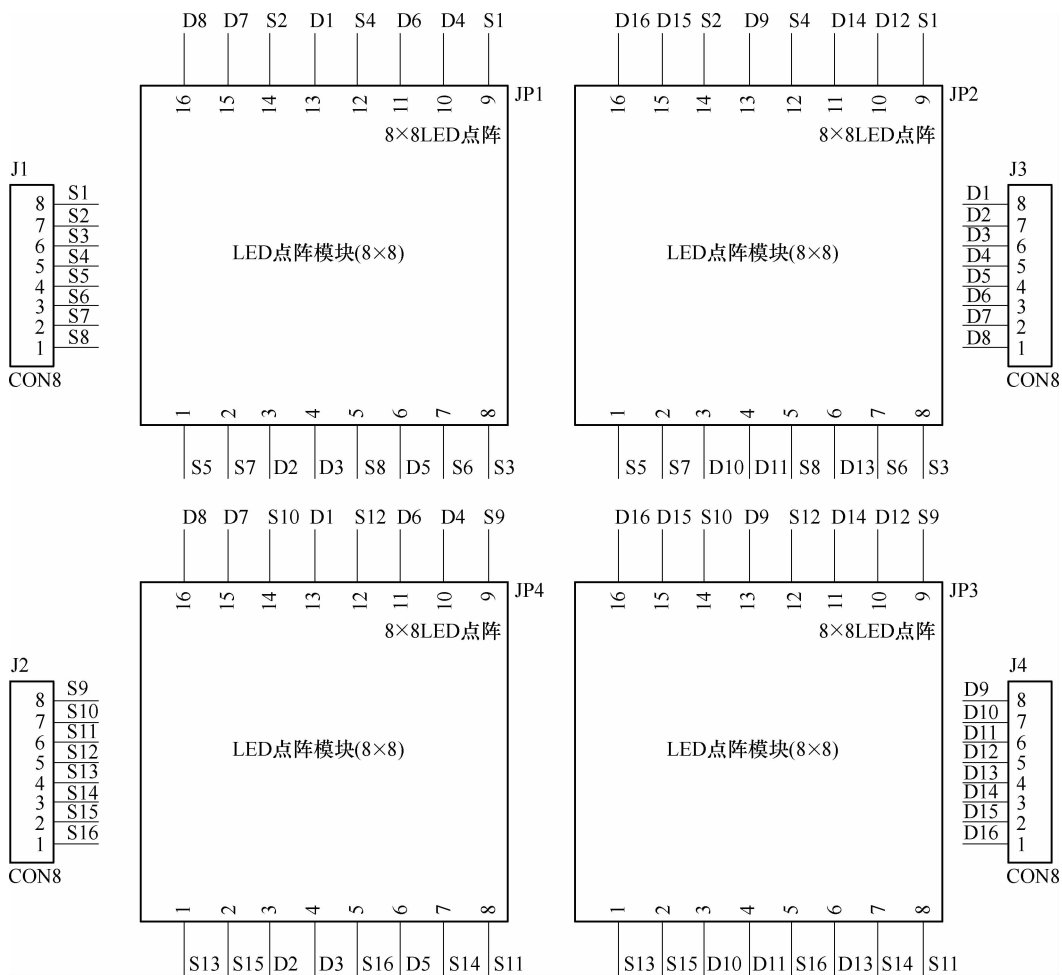 D8 D7 S2 D1 S4 D6 D4 S1
16 15 14 13 12 11 10 9
JP1
8×8LED点阵
LED点阵模块(8×8)
1 2 3 4 5 6 7 8
S5 S7 D2 D3 S8 D5 S6 S3
D16 D15 S2 D9 S4 D14 D12 S1
16 15 14 13 12 11 10 9
JP2
8×8LED点阵
LED点阵模块(8×8)
1 2 3 4 5 6 7 8
S5 S7 D10 D11 S8 D13 S6 S3
J1
8 S1
7 S2
6 S3
5 S4
4 S5
3 S6
2 S7
1 S8
CON8
J3
D1 8
D2 7
D3 6
D4 5
D5 4
D6 3
D7 2
D8 1
CON8
D8 D7 S10 D1 S12 D6 D4 S9
16 15 14 13 12 11 10 9
JP4
8×8LED点阵
LED点阵模块(8×8)
1 2 3 4 5 6 7 8
S13 S15 D2 D3 S16 D5 S14 S11
D16 D15 S10 D9 S12 D14 D12 S9
16 15 14 13 12 11 10 9
JP3
8×8LED点阵
LED点阵模块(8×8)
1 2 3 4 5 6 7 8
S13 S15 D10 D11 S16 D13 S14 S11
J2
8 S9
7 S10
6 S11
5 S12
4 S13
3 S14
2 S15
1 S16
CON8
J4
D9 8
D10 7
D11 6
D12 5
D13 4
D14 3
D15 2
D16 1
CON8